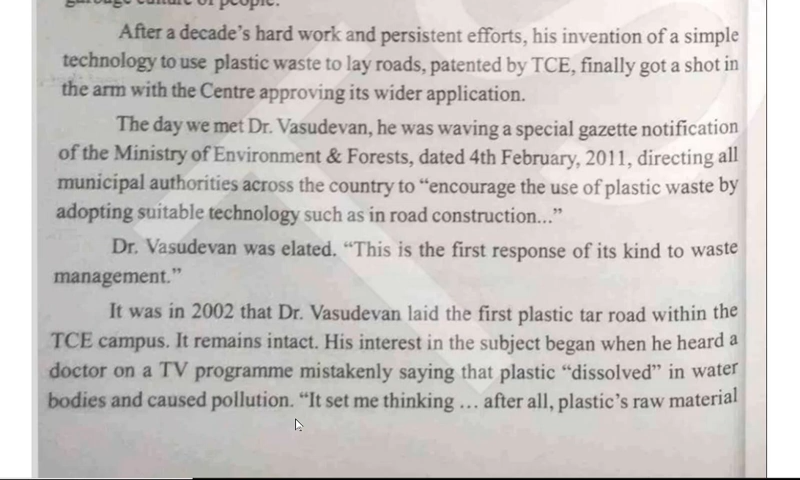 garbage culture of people.
After a decade's hard work and persistent efforts, his invention of a simple
technology to use plastic waste to lay roads, patented by TCE, finally got a shot in
the arm with the Centre approving its wider application.
The day we met Dr. Vasudevan, he was waving a special gazette notification
of the Ministry of Environment & Forests, dated 4th February, 2011, directing all
municipal authorities across the country to “encourage the use of plastic waste by
adopting suitable technology such as in road construction...”
Dr. Vasudevan was elated. “This is the first response of its kind to waste
management.”
It was in 2002 that Dr. Vasudevan laid the first plastic tar road within the
TCE campus. It remains intact. His interest in the subject began when he heard a
doctor on a TV programme mistakenly saying that plastic “dissolved” in water
bodies and caused pollution. “It set me thinking ... after all, plastic's raw material